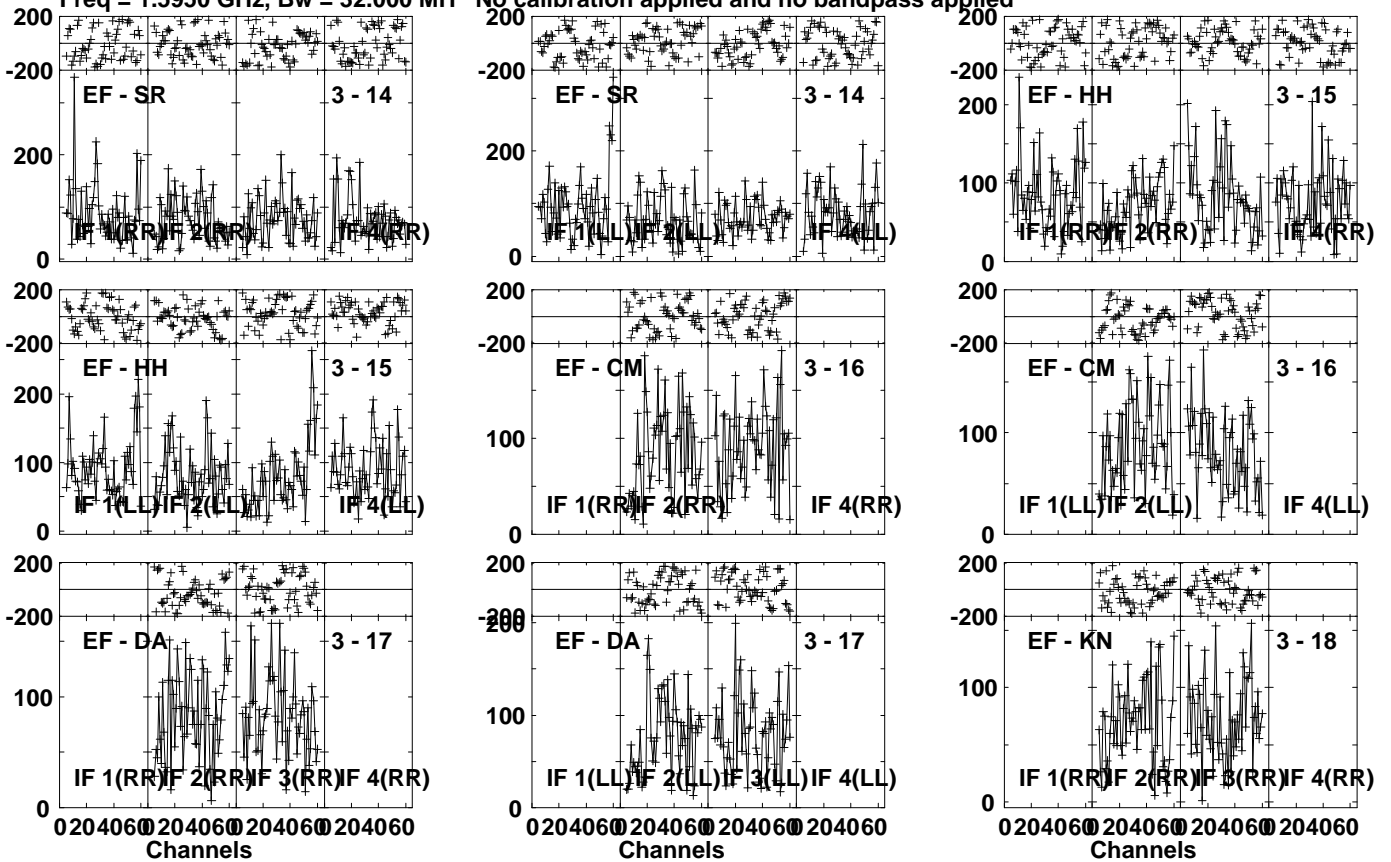 Freq = 1.5950 GHz, Bw = 32.000 MH No calibration applied and no bandpass applied
200 200 200
-200 -200 -200
EF - SR 3 - 14 EF - SR 3 - 14 EF - HH 3 - 15
200 200 200
100
IF 1(RR) IF 2(RR) IF 4(RR) IF 1(LL) IF 2(LL) IF 4(LL) IF 1(RR) IF 2(RR) IF 4(RR)
0 0 0
200 200 200
-200 -200 -200
EF - HH 3 - 15 EF - CM 3 - 16 EF - CM 3 - 16
200
100 100 100
IF 1(LL) IF 2(LL) IF 4(LL) IF 1(RR) IF 2(RR) IF 4(RR) IF 1(LL) IF 2(LL) IF 4(LL)
0 0 0
200 200 200
-200 -200 -200
200
EF - DA 3 - 17 EF - DA 3 - 17 EF - KN 3 - 18
100 100 100
IF 1(RR) IF 2(RR) IF 3(RR) IF 4(RR) IF 1(LL) IF 2(LL) IF 3(LL) IF 4(LL) IF 1(RR) IF 2(RR) IF 3(RR) IF 4(RR)
0 0 0
0 20 40 60 0 20 40 60 0 20 40 60 0 20 40 60 0 20 40 60 0 20 40 60 0 20 40 60 0 20 40 60 0 20 40 60 0 20 40 60 0 20 40 60 0 20 40 60
Channels Channels Channels